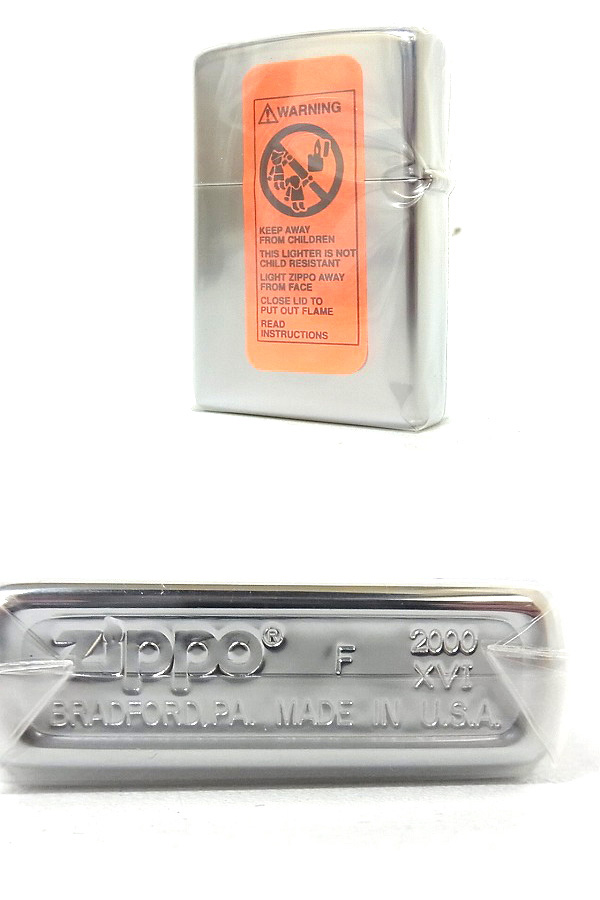 WARNING
KEEP AWAY
FROM CHILDREN
THIS LIGHTER IS NOT
CHILD RESISTANT
LIGHT ZIPPO AWAY
FROM FACE
CLOSE LID TO
PUT OUT FLAME
READ
INSTRUCTIONS
zippo® F 2000
XVI
BRADFORD, PA. MADE IN U.S.A.